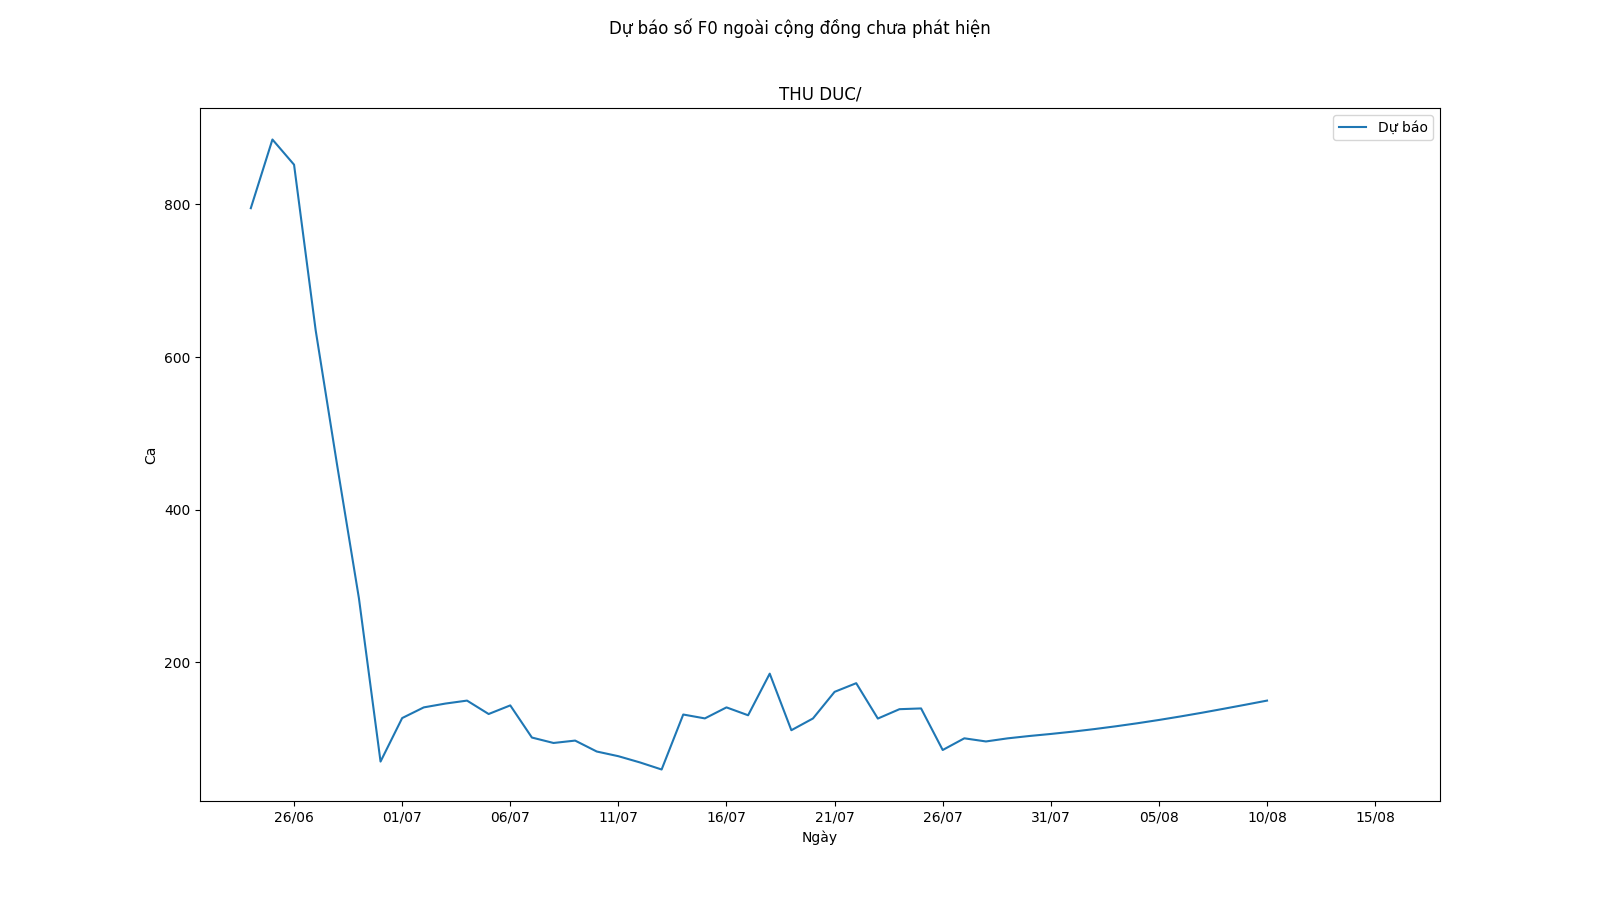 Dự báo số F0 ngoài cộng đồng chưa phát hiện
THU DUC/
Dự báo
800
600
400
200
Ca
26/06 01/07 06/07 11/07 16/07 21/07 26/07 31/07 05/08 10/08 15/08
Ngày